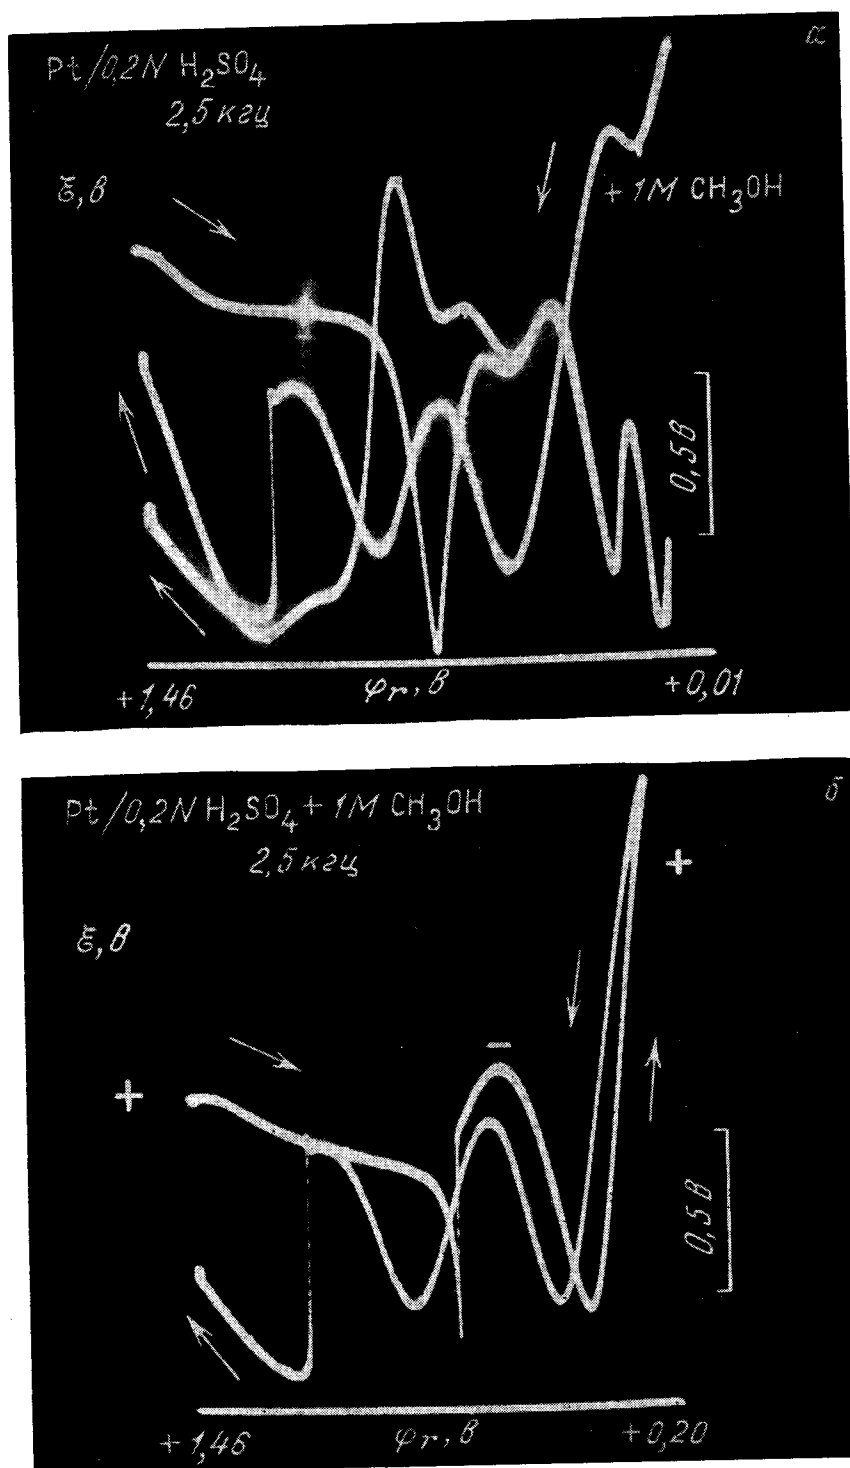 а
Pt/0,2N H₂SO₄
2,5 кгц
ξ, в
+ 1M CH₃OH
0,5в
+1,46
φr, в
+0,01
б
Pt/0,2N H₂SO₄ + 1M CH₃OH
2,5 кгц
+
ξ, в
−
+
0,5в
+1,46
φr, в
+0,20